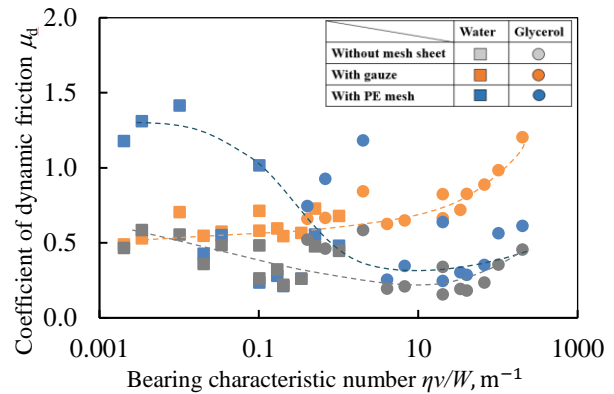 Coefficient of dynamic friction μd
2.0
1.5
1.0
0.5
0.0
Water Glycerol
Without mesh sheet
With gauze
With PE mesh
0.001 0.1 10 1000
Bearing characteristic number ηv/W, m⁻¹